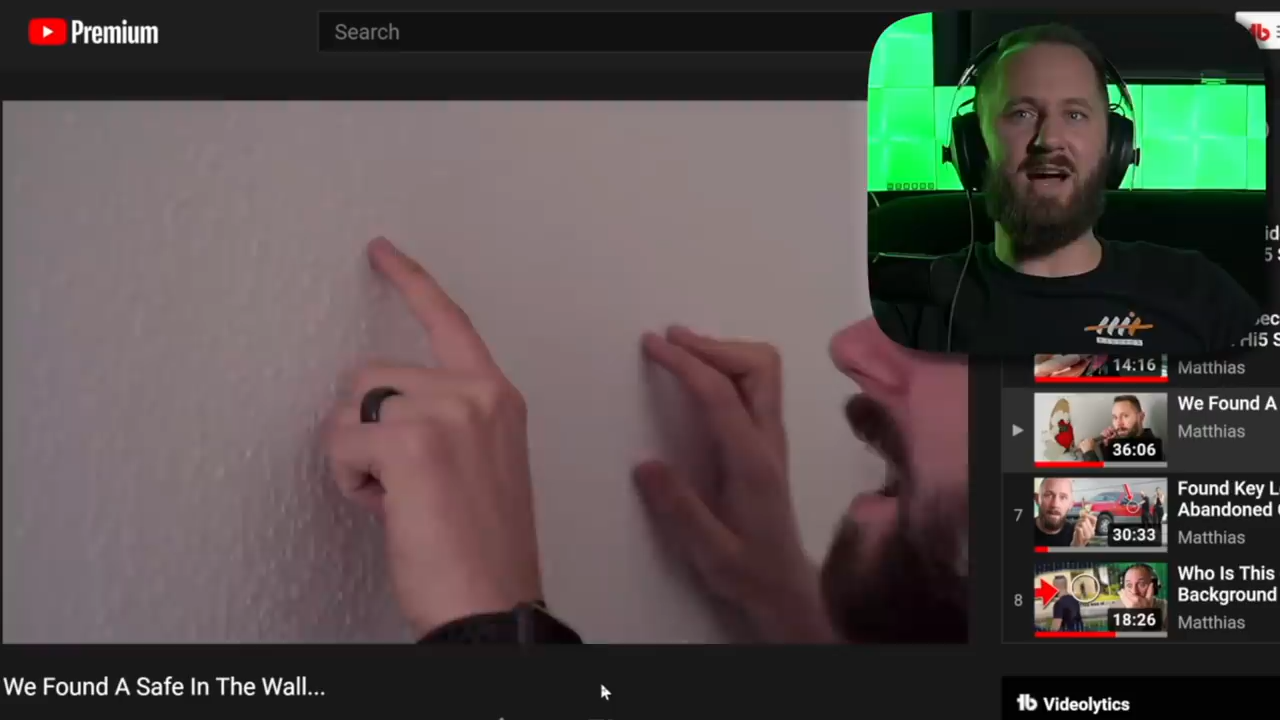 Premium
Search
14:16
Matthias
We Found A
Matthias
36:06
7
Found Key L
Abandoned
Matthias
30:33
8
Who Is This
Background
Matthias
18:26
We Found A Safe In The Wall...
Videolytics